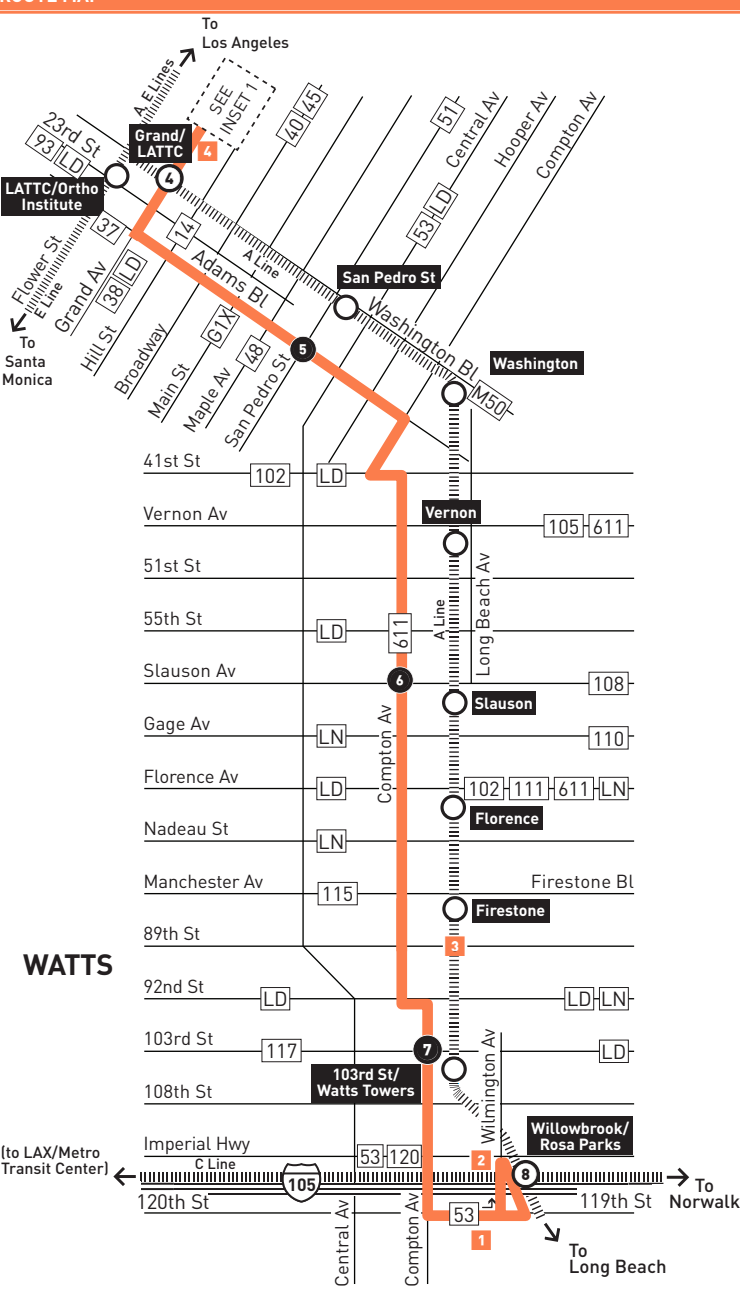 To
Los Angeles
A, E Lines
SEE
INSET 1
40 45
51
Central Av
Hooper Av
Compton Av
23rd St
93 LD
Grand/
LATTC
4
4
LATTC/Ortho
Institute
37
14
53 LD
A Line
Adams Bl
San Pedro St
Flower St
E Line
Grand Av
38 LD
Hill St
Broadway
G1X
Main St
48
Maple Av
San Pedro St
5
Washington Bl
Washington
M50
To
Santa
Monica
41st St
102
LD
Vernon Av
Vernon
105 611
51st St
55th St
LD
611
A Line
Long Beach Av
Slauson Av
6
108
Slauson
Gage Av
LN
Compton Av
110
Florence Av
LD
102 111 611 LN
Florence
Nadeau St
LN
Manchester Av
115
Firestone Bl
Firestone
89th St
3
WATTS
92nd St
LD
LD LN
103rd St
117
7
LD
103rd St/
Watts Towers
Wilmington Av
108th St
Willowbrook/
Rosa Parks
Imperial Hwy
53 120
2
8
(to LAX/Metro
Transit Center)
C Line
105
To
Norwalk
120th St
119th St
53
1
Central Av
Compton Av
To
Long Beach